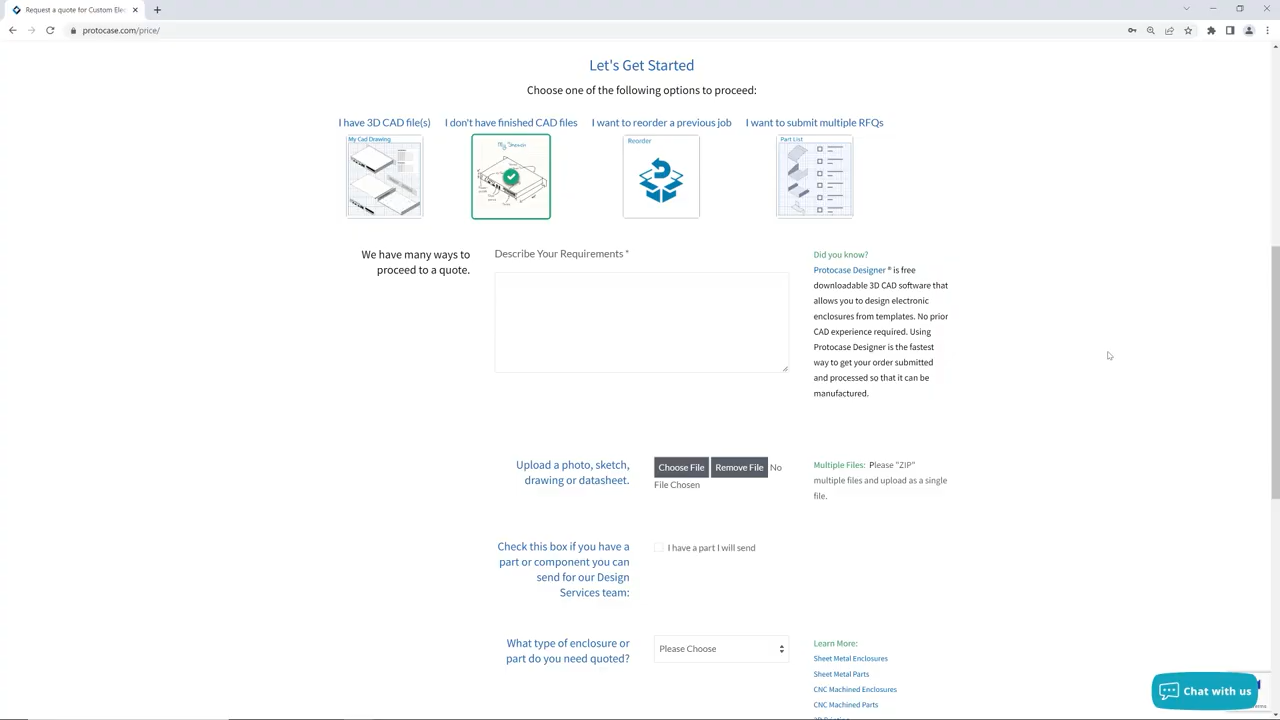 Request a quote for Custom Elec
protocase.com/price/
Let's Get Started
Choose one of the following options to proceed:
I have 3D CAD file(s)
I don't have finished CAD files
I want to reorder a previous job
I want to submit multiple RFQs
My Cad Drawing
Reorder
Part List
We have many ways to
proceed to a quote.
Describe Your Requirements *
Did you know?
Protocase Designer ® is free
downloadable 3D CAD software that
allows you to design electronic
enclosures from templates. No prior
CAD experience required. Using
Protocase Designer is the fastest
way to get your order submitted
and processed so that it can be
manufactured.
Upload a photo, sketch,
drawing or datasheet.
Choose File
Remove File
No
File Chosen
Multiple Files: Please "ZIP"
multiple files and upload as a single
file.
Check this box if you have a
part or component you can
send for our Design
Services team:
I have a part I will send
What type of enclosure or
part do you need quoted?
Please Choose
Learn More:
Sheet Metal Enclosures
Sheet Metal Parts
CNC Machined Enclosures
CNC Machined Parts
Chat with us